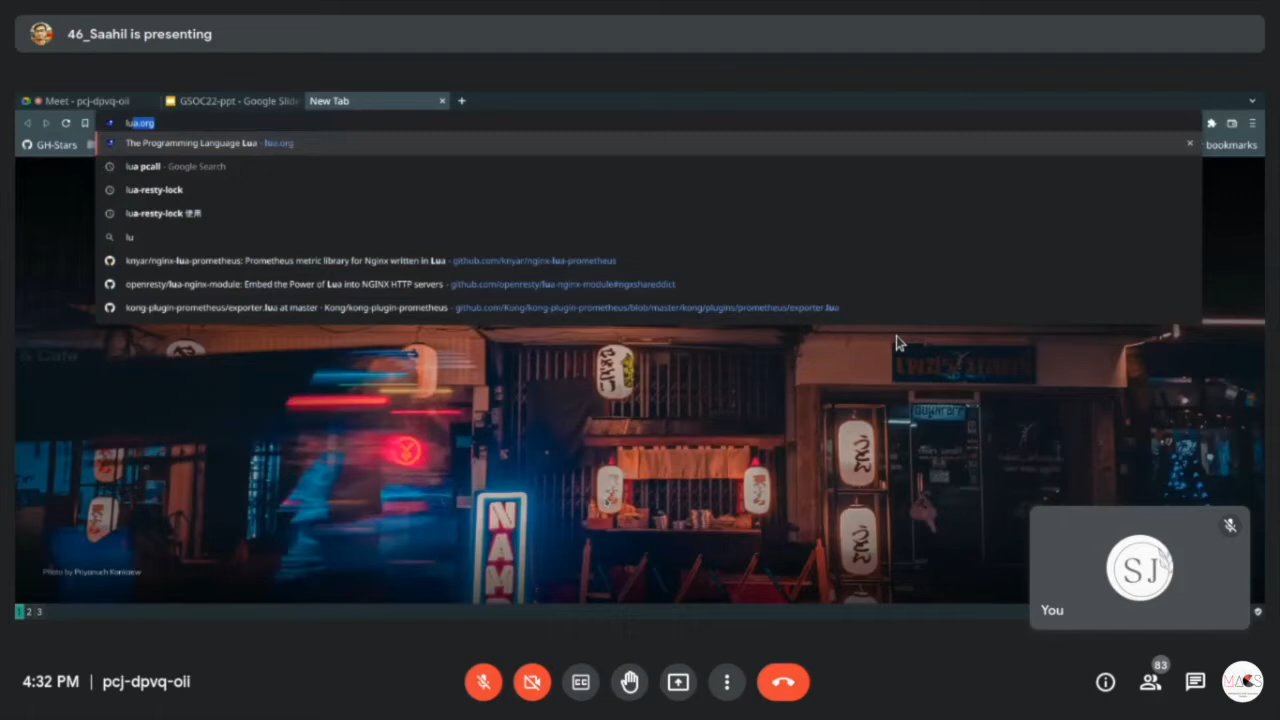 46_Saahil is presenting
Meet - pcj-dpvq-oii
GSOC22-ppt - Google Slide
New Tab
lua.org
GH-Stars
bookmarks
The Programming Language Lua - lua.org
lua pcall - Google Search
lua-resty-lock
lua-resty-lock 使用
lu
knyar/nginx-lua-prometheus: Prometheus metric library for Nginx written in Lua - github.com/knyar/nginx-lua-prometheus
openresty/lua-nginx-module: Embed the Power of Lua into NGINX HTTP servers - github.com/openresty/lua-nginx-module#ngxshareddict
kong-plugin-prometheus/exporter.lua at master · Kong/kong-plugin-prometheus - github.com/Kong/kong-plugin-prometheus/blob/master/kong/plugins/prometheus/exporter.lua
& Cafe
NAM
Photo by Priyanuch Konkaew
1 2 3
SJ
You
4:32 PM | pcj-dpvq-oii
CC
83
MACS